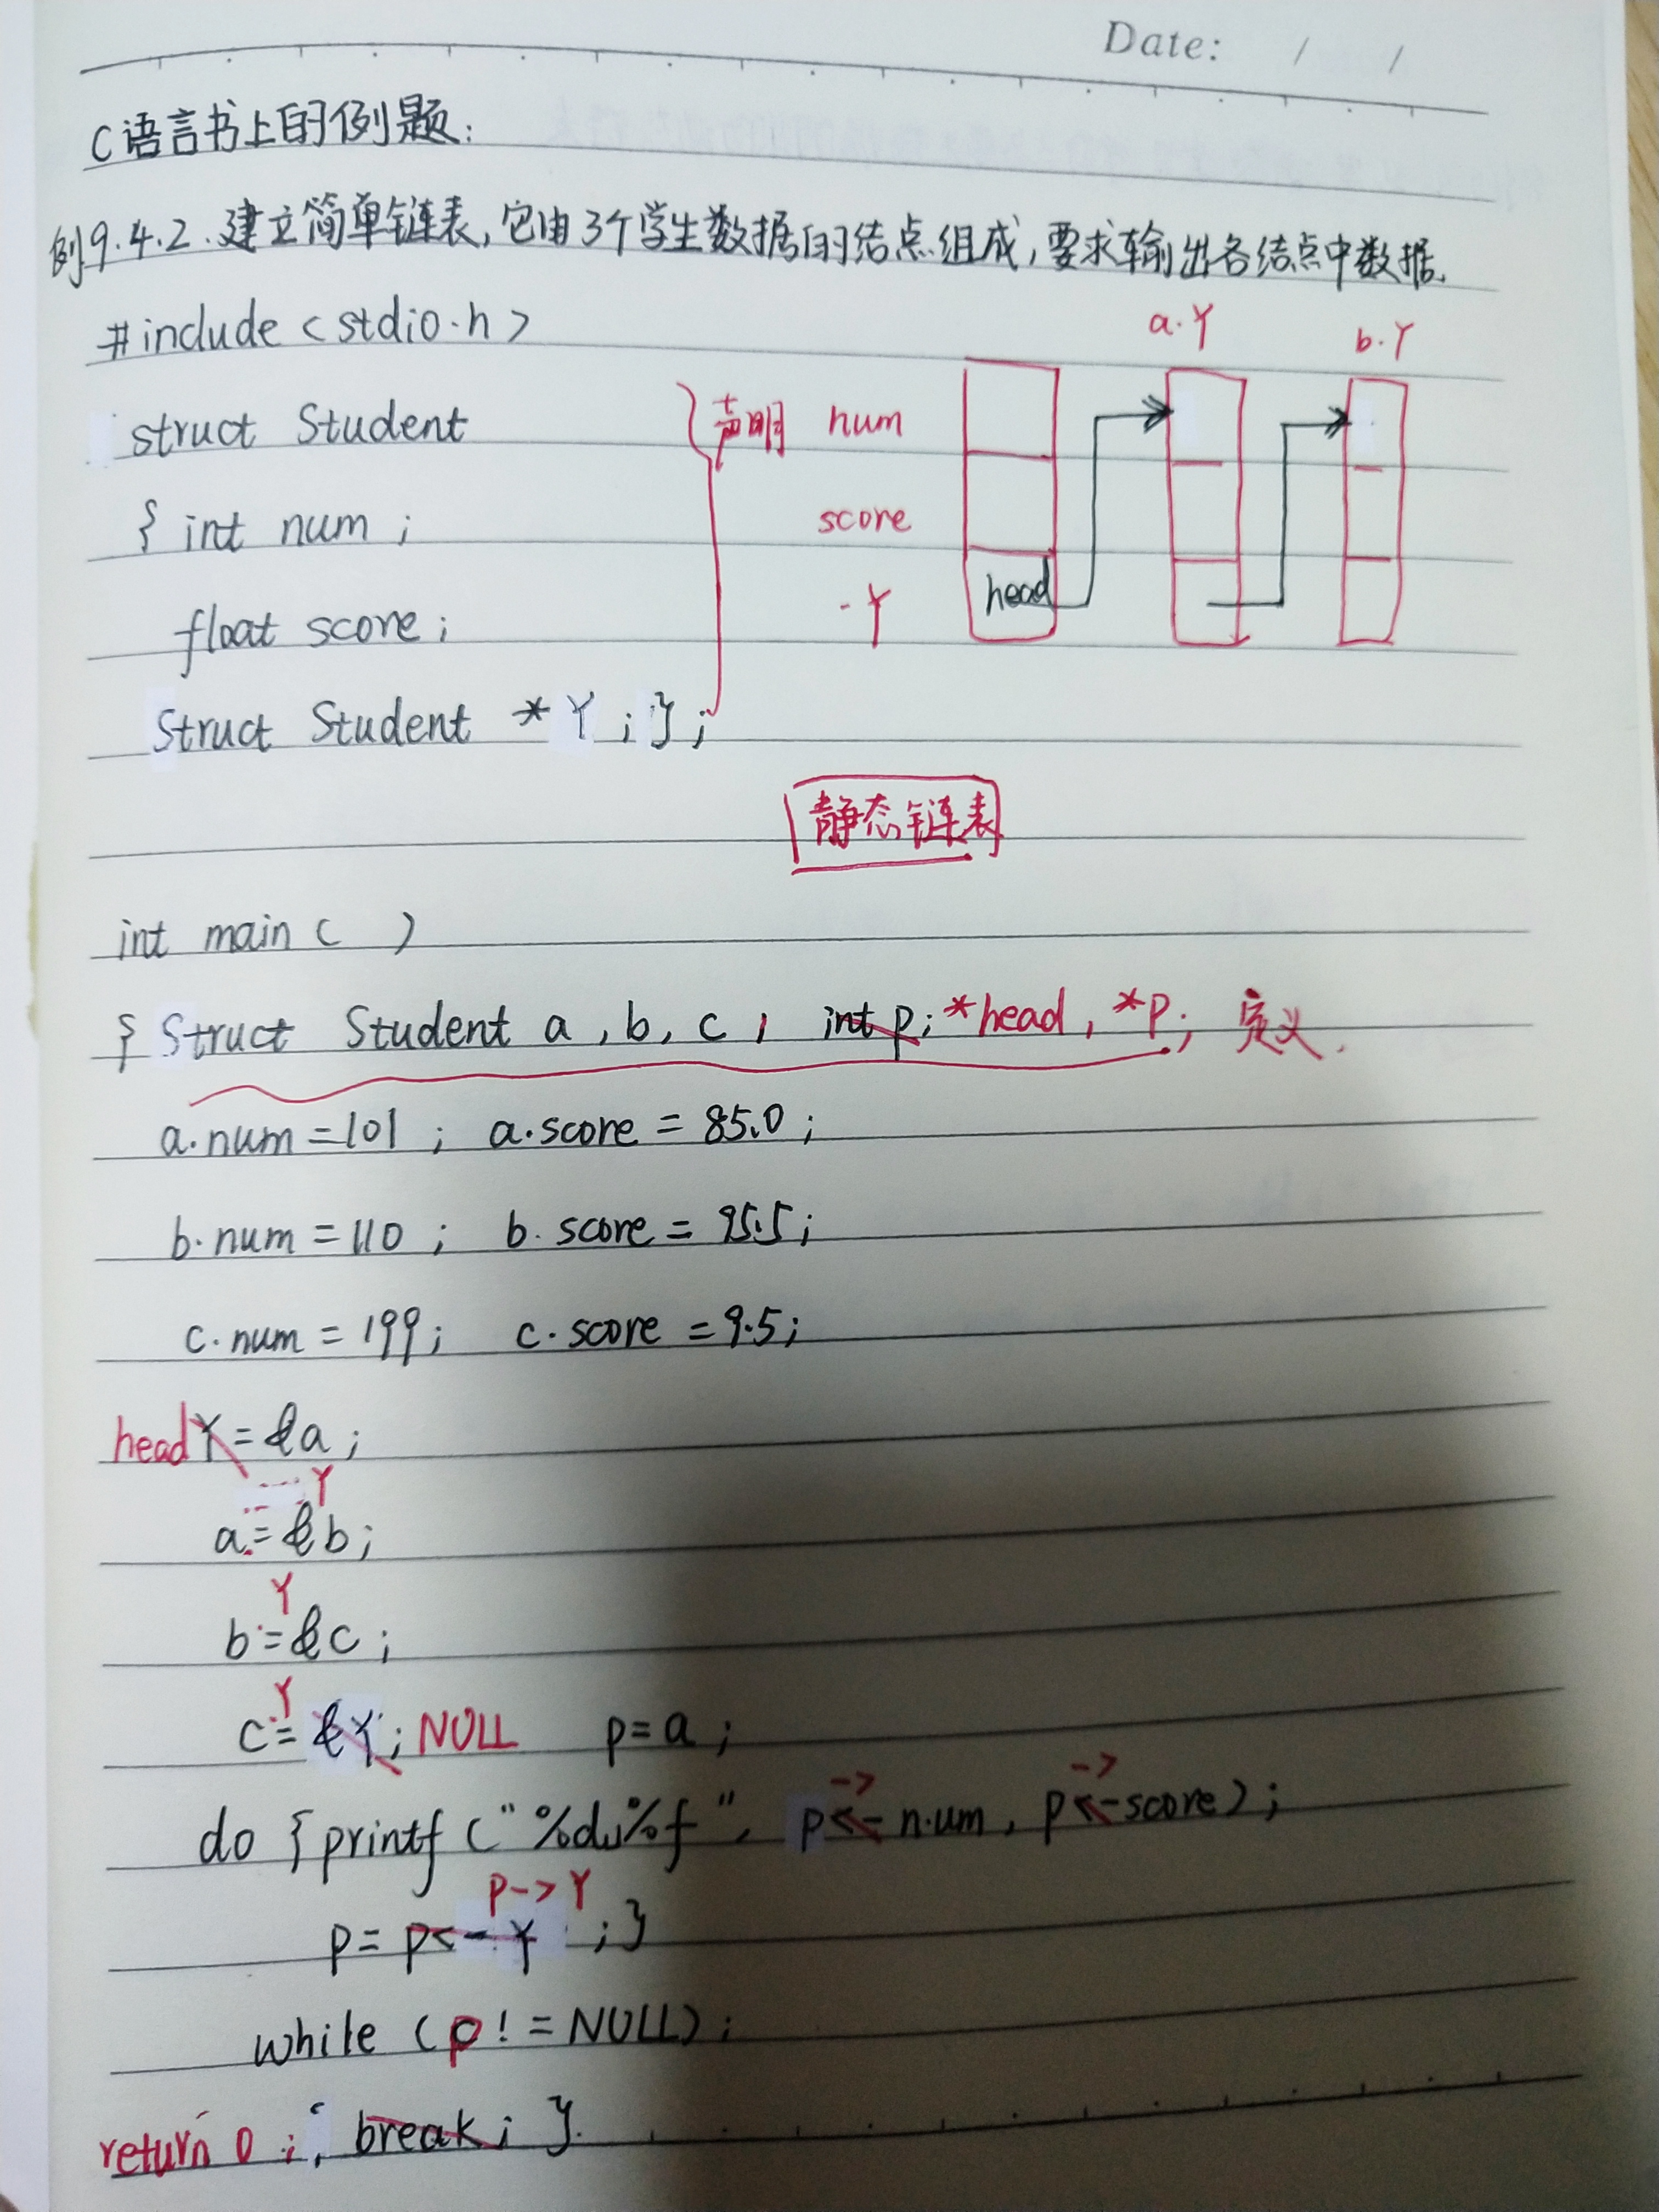 Date: / /
C语言书上的例题:
例9.4.2.建立简单链表,它由3个学生数据的结点组成,要求输出各结点中数据.
#include <stdio.h>
a.Y b.Y
struct Student
声明 num
{ int num ;
score
float score ;
·Y head
Struct Student * Y ; } ;
静态链表
int main ( )
{ Struct Student a , b , c ; int p ; *head , *p ; 定义.
a.num = 101 ; a.score = 85.0 ;
b.num = 110 ; b.score = 95.5 ;
c.num = 199 ; c.score = 9.5 ;
head Y = &a ;
a.Y = &b ;
b.Y = &c ;
c.Y = &Y ; NULL p = a ;
-> ->
do { printf ( "%d,%f" , p<-num , p<-score ) ;
p->Y
p = p<-Y ; }
while ( p != NULL ) ;
return 0 ; ; break ; }